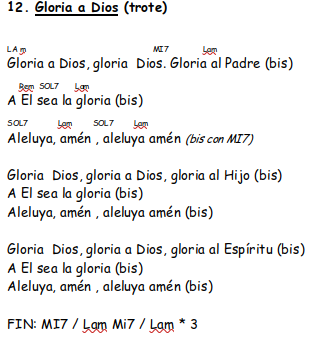 12. Gloria a Dios (trote)
LAm MI7 Lam
Gloria a Dios, gloria Dios. Gloria al Padre (bis)
Rem SOL7 Lam
A El sea la gloria (bis)
SOL7 Lam SOL7 Lam
Aleluya, amén , aleluya amén (bis con MI7)
Gloria Dios, gloria a Dios, gloria al Hijo (bis)
A El sea la gloria (bis)
Aleluya, amén , aleluya amén (bis)
Gloria Dios, gloria a Dios, gloria al Espíritu (bis)
A El sea la gloria (bis)
Aleluya, amén , aleluya amén (bis)
FIN: MI7 / Lam Mi7 / Lam * 3